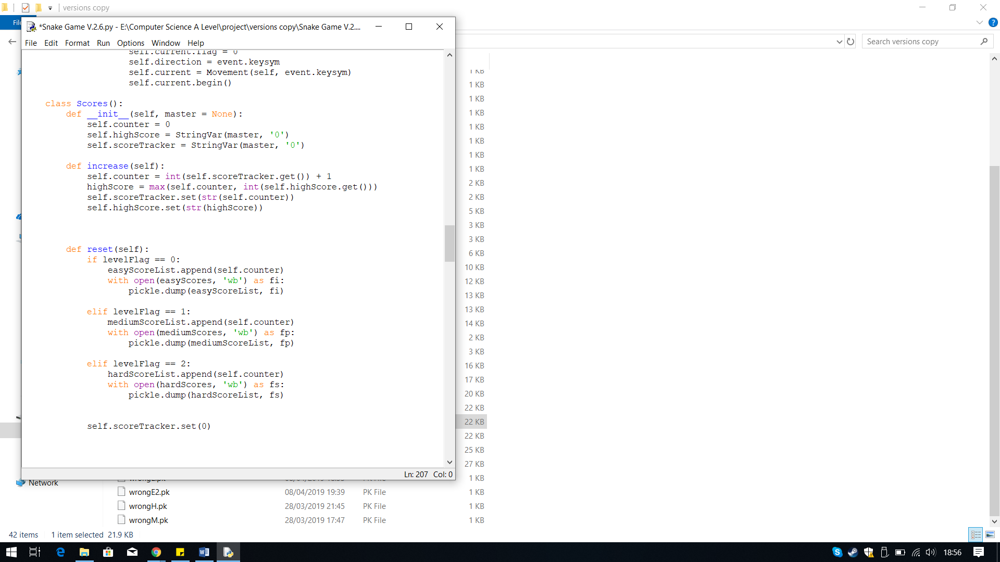 versions copy
File
*Snake Game V.2.6.py - E:\Computer Science A Level\project\versions copy\Snake Game V.2....
File Edit Format Run Options Window Help
Search versions copy
self.current.flag = 0
self.direction = event.keysym
self.current = Movement(self, event.keysym)
self.current.begin()
class Scores():
def __init__(self, master = None):
self.counter = 0
self.highScore = StringVar(master, '0')
self.scoreTracker = StringVar(master, '0')
def increase(self):
self.counter = int(self.scoreTracker.get()) + 1
highScore = max(self.counter, int(self.highScore.get()))
self.scoreTracker.set(str(self.counter))
self.highScore.set(str(highScore))
def reset(self):
if levelFlag == 0:
easyScoreList.append(self.counter)
with open(easyScores, 'wb') as fi:
pickle.dump(easyScoreList, fi)
elif levelFlag == 1:
mediumScoreList.append(self.counter)
with open(mediumScores, 'wb') as fp:
pickle.dump(mediumScoreList, fp)
elif levelFlag == 2:
hardScoreList.append(self.counter)
with open(hardScores, 'wb') as fs:
pickle.dump(hardScoreList, fs)
self.scoreTracker.set(0)
Ln: 207 Col: 0
1 KB
1 KB
1 KB
1 KB
1 KB
1 KB
1 KB
1 KB
2 KB
2 KB
5 KB
3 KB
3 KB
6 KB
10 KB
12 KB
13 KB
13 KB
14 KB
2 KB
3 KB
16 KB
17 KB
20 KB
22 KB
22 KB
22 KB
25 KB
27 KB
1 KB
Network
wrongE2.pk 08/04/2019 19:39 PK File 1 KB
wrongH.pk 28/03/2019 21:45 PK File 1 KB
wrongM.pk 28/03/2019 17:47 PK File 1 KB
42 items 1 item selected 21.9 KB
18:56